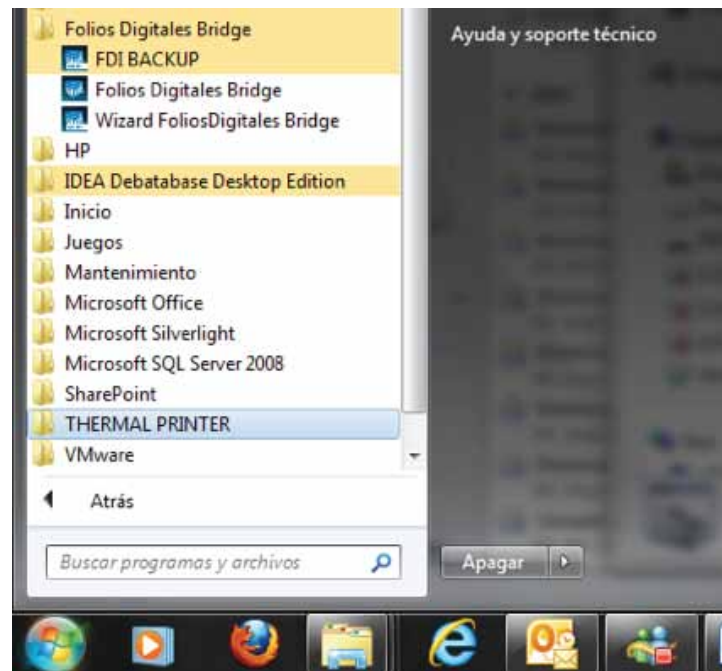 Folios Digitales Bridge
FDI BACKUP
Folios Digitales Bridge
Wizard FoliosDigitales Bridge
HP
IDEA Debatabase Desktop Edition
Inicio
Juegos
Mantenimiento
Microsoft Office
Microsoft Silverlight
Microsoft SQL Server 2008
SharePoint
THERMAL PRINTER
VMware
Atrás
Buscar programas y archivos
Ayuda y soporte técnico
Apagar